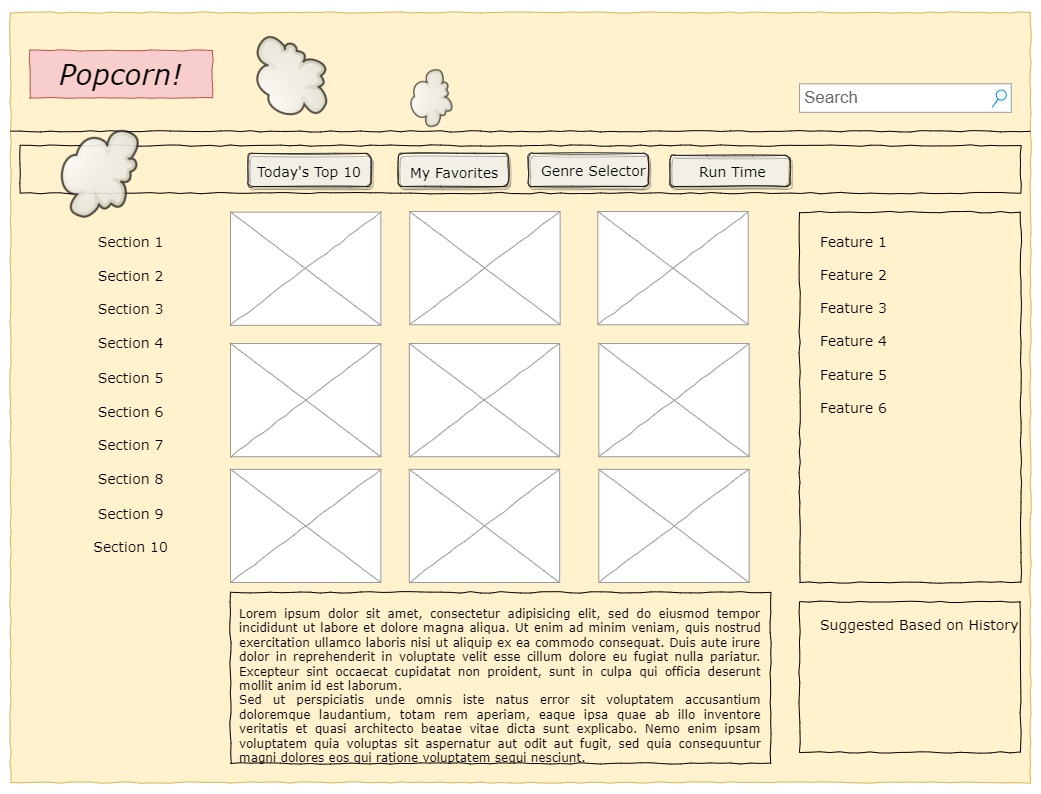 Popcorn!
Search
Today's Top 10
My Favorites
Genre Selector
Run Time
Section 1
Section 2
Section 3
Section 4
Section 5
Section 6
Section 7
Section 8
Section 9
Section 10
Feature 1
Feature 2
Feature 3
Feature 4
Feature 5
Feature 6
Lorem ipsum dolor sit amet, consectetur adipisicing elit, sed do eiusmod tempor
incididunt ut labore et dolore magna aliqua. Ut enim ad minim veniam, quis nostrud
exercitation ullamco laboris nisi ut aliquip ex ea commodo consequat. Duis aute irure
dolor in reprehenderit in voluptate velit esse cillum dolore eu fugiat nulla pariatur.
Excepteur sint occaecat cupidatat non proident, sunt in culpa qui officia deserunt
mollit anim id est laborum.
Sed ut perspiciatis unde omnis iste natus error sit voluptatem accusantium
doloremque laudantium, totam rem aperiam, eaque ipsa quae ab illo inventore
veritatis et quasi architecto beatae vitae dicta sunt explicabo. Nemo enim ipsam
voluptatem quia voluptas sit aspernatur aut odit aut fugit, sed quia consequuntur
magni dolores eos qui ratione voluptatem sequi nesciunt.
Suggested Based on History